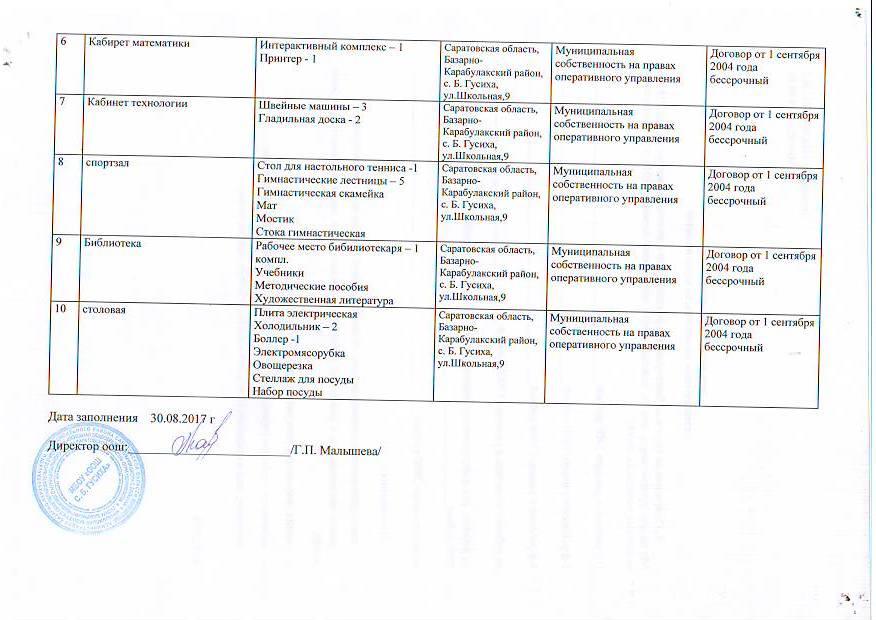 6 Кабирет математики Интерактивный комплекс – 1 Саратовская область, Муниципальная Договор от 1 сентября
Принтер - 1 Базарно- собственность на правах 2004 года
Карабулакский район, оперативного управления бессрочный
с. Б. Гусиха,
ул.Школьная,9
7 Кабинет технологии Швейные машины – 3 Саратовская область, Муниципальная Договор от 1 сентября
Гладильная доска - 2 Базарно- собственность на правах 2004 года
Карабулакский район, оперативного управления бессрочный
с. Б. Гусиха,
ул.Школьная,9
8 спортзал Стол для настольного тенниса -1 Саратовская область, Муниципальная Договор от 1 сентября
Гимнастические лестницы – 5 Базарно- собственность на правах 2004 года
Гимнастическая скамейка Карабулакский район, оперативного управления бессрочный
Мат с. Б. Гусиха,
Мостик ул.Школьная,9
Стока гимнастическая
9 Библиотека Рабочее место бибилиотекаря – 1 Саратовская область, Муниципальная Договор от 1 сентября
компл. Базарно- собственность на правах 2004 года
Учебники Карабулакский район, оперативного управления бессрочный
Методические пособия с. Б. Гусиха,
Художественная литература ул.Школьная,9
10 столовая Плита электрическая Саратовская область, Муниципальная Договор от 1 сентября
Холодильник – 2 Базарно- собственность на правах 2004 года
Боллер -1 Карабулакский район, оперативного управления бессрочный
Электромясорубка с. Б. Гусиха,
Овощерезка ул.Школьная,9
Стеллаж для посуды
Набор посуды
Дата заполнения 30.08.2017 г
Директор оош: /Г.П. Малышева/
МБОУ «ООШ
С. Б. ГУСИХА»